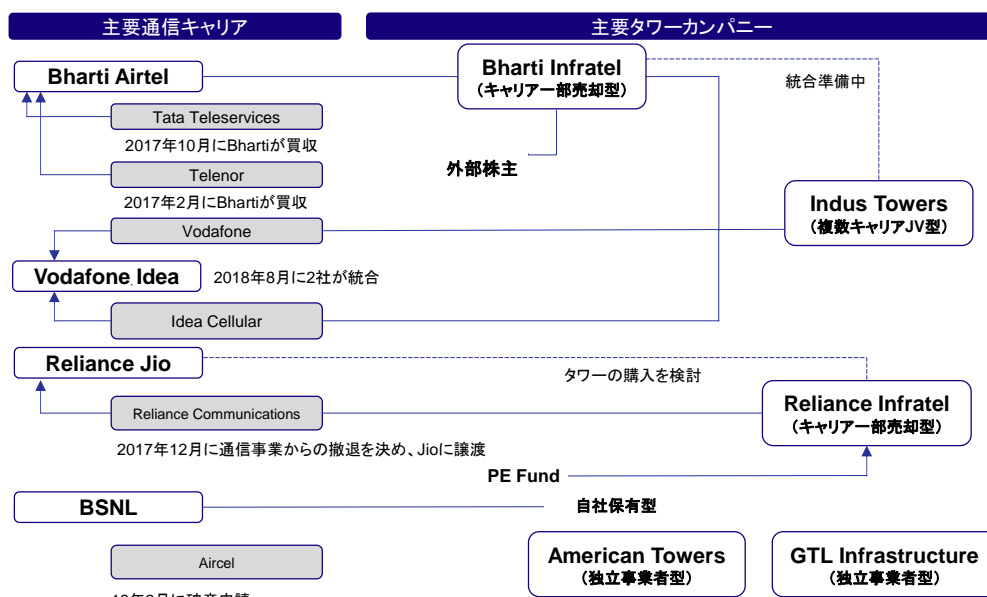 主要通信キャリア
主要タワーカンパニー
Bharti Airtel
Bharti Infratel
(キャリア一部売却型)
統合準備中
Tata Teleservices
2017年10月にBhartiが買収
外部株主
Telenor
2017年2月にBhartiが買収
Indus Towers
(複数キャリアJV型)
Vodafone
Vodafone Idea
2018年8月に2社が統合
Idea Cellular
Reliance Jio
タワーの購入を検討
Reliance Infratel
(キャリア一部売却型)
Reliance Communications
2017年12月に通信事業からの撤退を決め、Jioに譲渡
PE Fund
BSNL
自社保有型
American Towers
(独立事業者型)
GTL Infrastructure
(独立事業者型)
Aircel